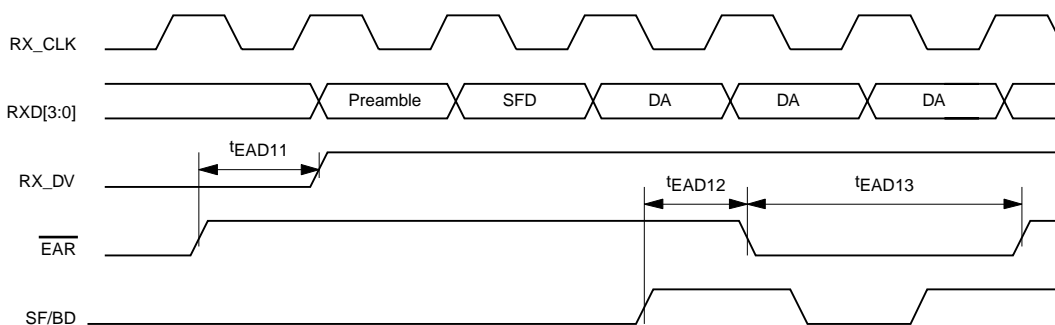 RX_CLK
RXD[3:0]
Preamble
SFD
DA
DA
DA
tEAD11
RX_DV
tEAD12
tEAD13
EAR
SF/BD